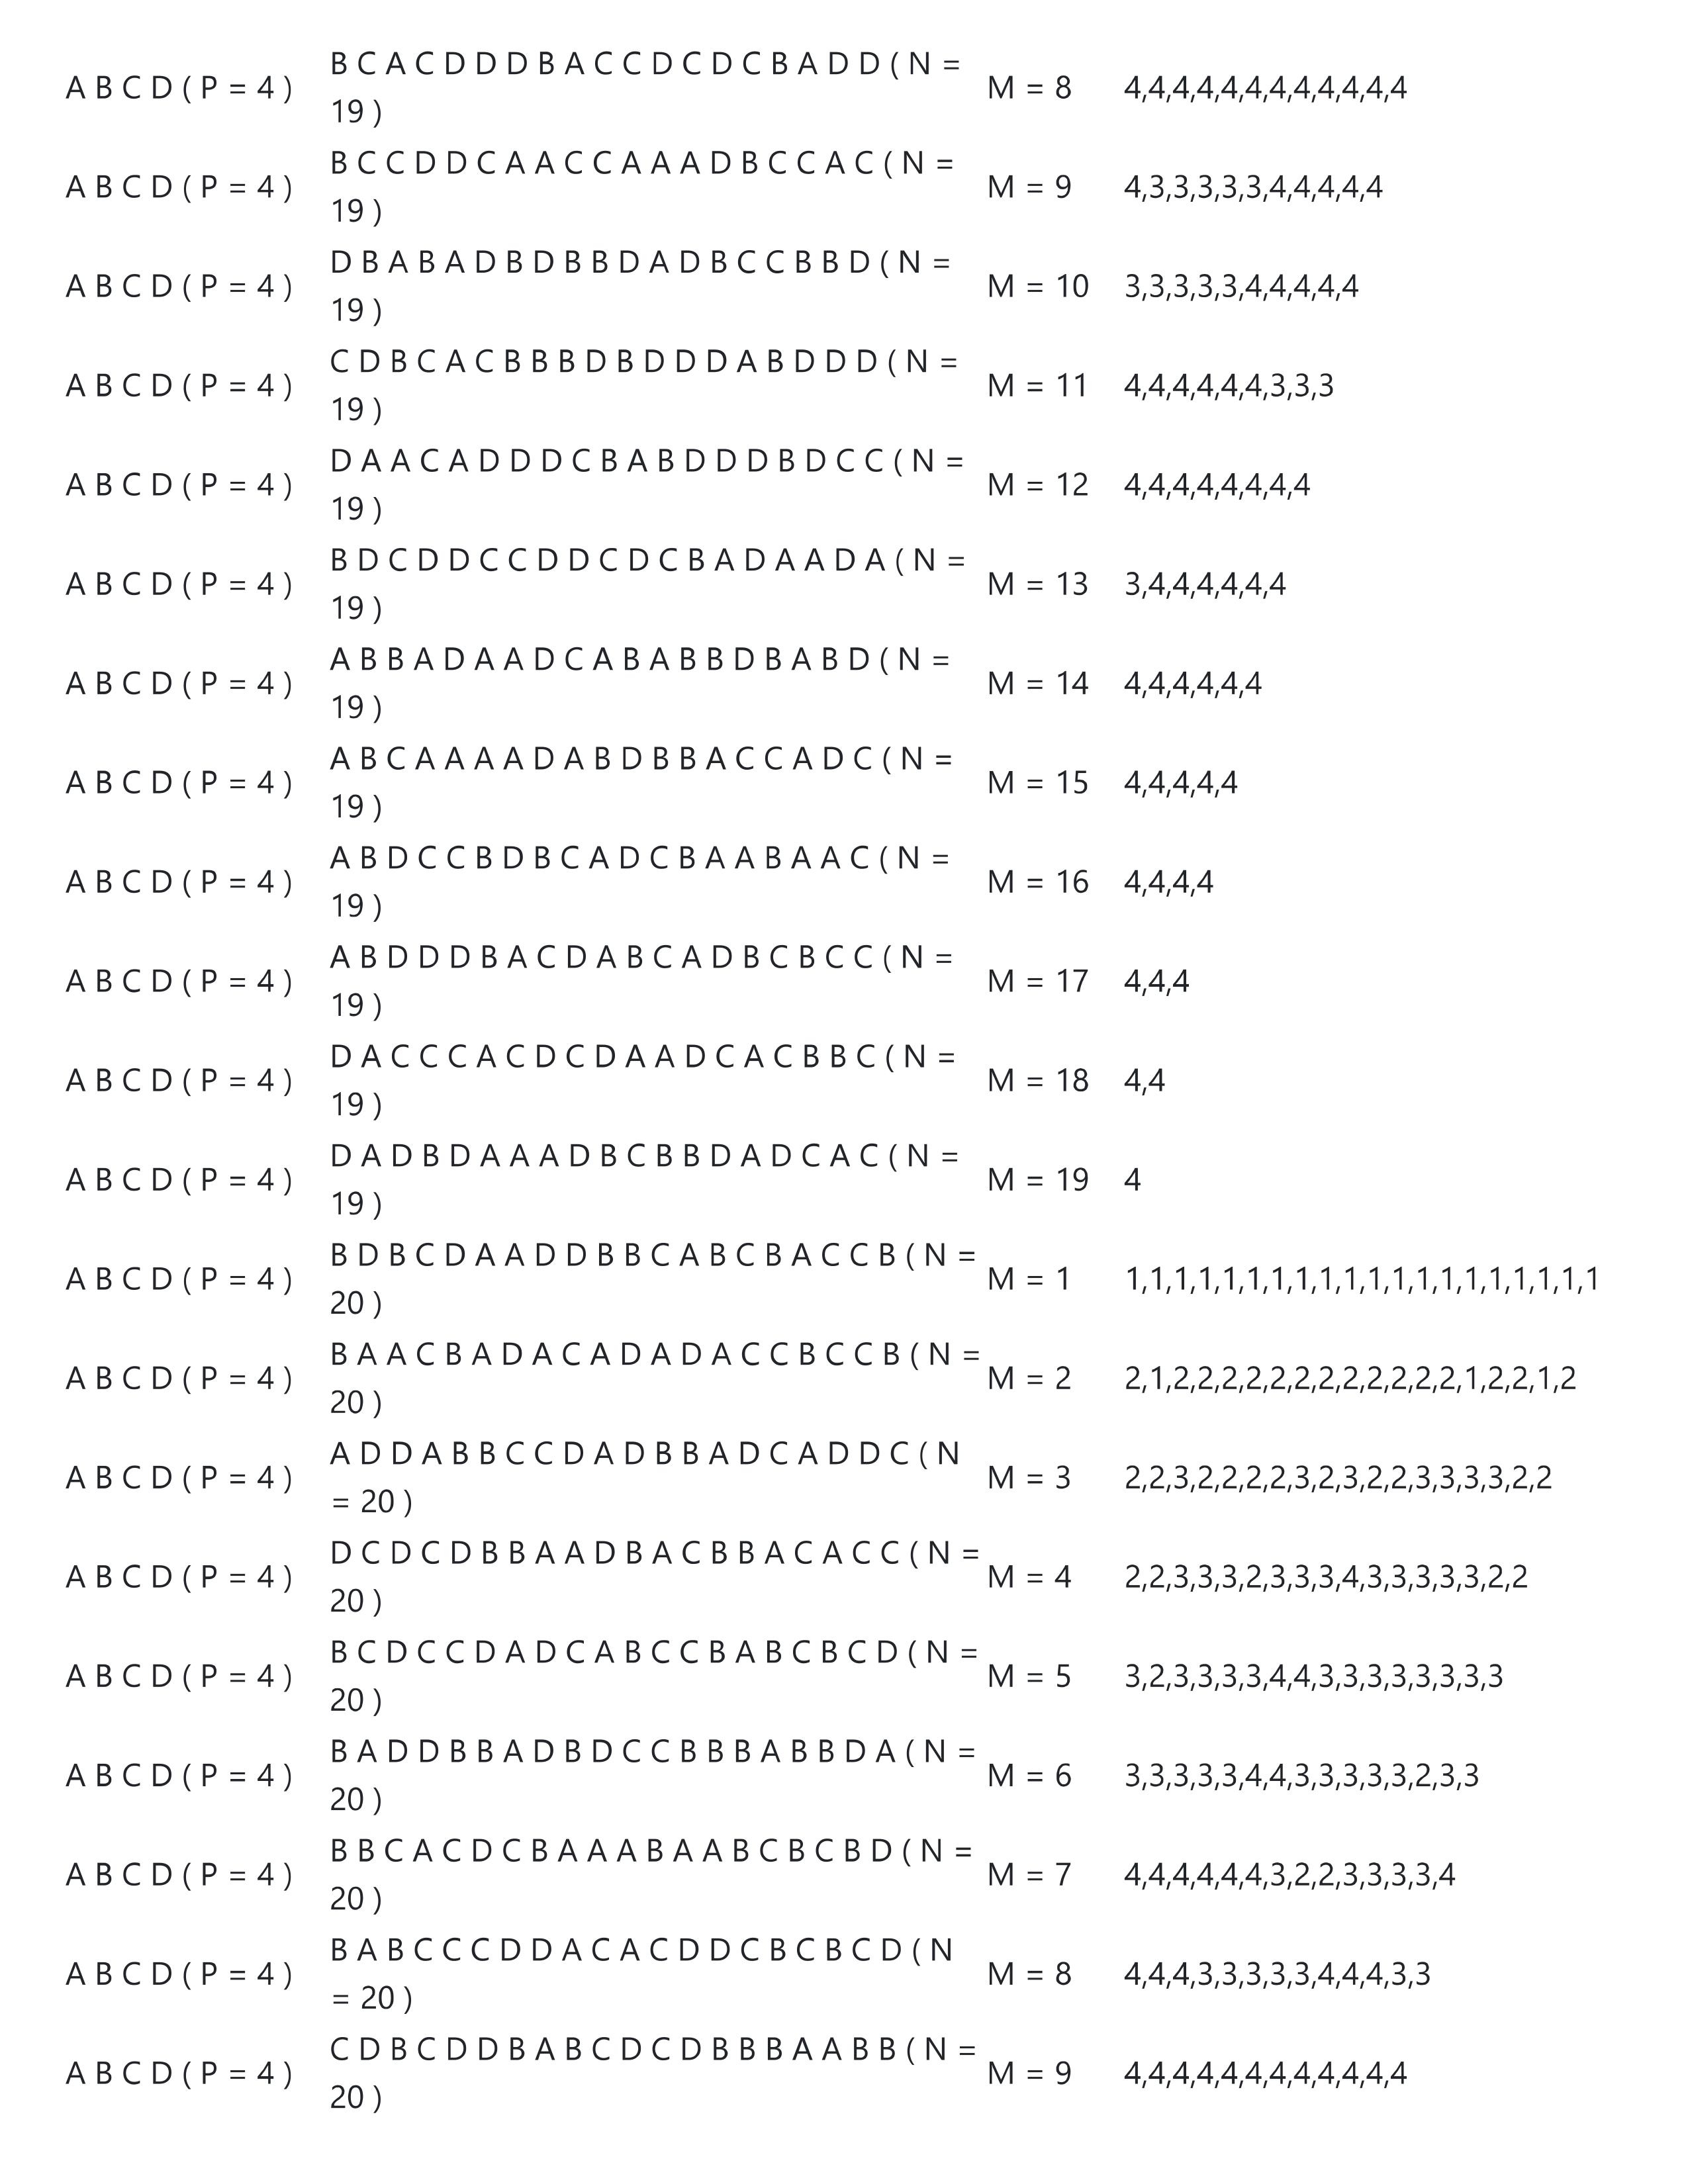 A B C D ( P = 4 ) B C A C D D D B A C C D C D C B A D D ( N = 19 ) M = 8 4,4,4,4,4,4,4,4,4,4,4,4
A B C D ( P = 4 ) B C C D D C A A C C A A A D B C C A C ( N = 19 ) M = 9 4,3,3,3,3,3,4,4,4,4,4
A B C D ( P = 4 ) D B A B A D B D B B D A D B C C B B D ( N = 19 ) M = 10 3,3,3,3,3,4,4,4,4,4
A B C D ( P = 4 ) C D B C A C B B B D B D D D A B D D D ( N = 19 ) M = 11 4,4,4,4,4,4,3,3,3
A B C D ( P = 4 ) D A A C A D D D C B A B D D D B D C C ( N = 19 ) M = 12 4,4,4,4,4,4,4,4
A B C D ( P = 4 ) B D C D D C C D D C D C B A D A A D A ( N = 19 ) M = 13 3,4,4,4,4,4,4
A B C D ( P = 4 ) A B B A D A A D C A B A B B D B A B D ( N = 19 ) M = 14 4,4,4,4,4,4
A B C D ( P = 4 ) A B C A A A A D A B D B B A C C A D C ( N = 19 ) M = 15 4,4,4,4,4
A B C D ( P = 4 ) A B D C C B D B C A D C B A A B A A C ( N = 19 ) M = 16 4,4,4,4
A B C D ( P = 4 ) A B D D D B A C D A B C A D B C B C C ( N = 19 ) M = 17 4,4,4
A B C D ( P = 4 ) D A C C C A C D C D A A D C A C B B C ( N = 19 ) M = 18 4,4
A B C D ( P = 4 ) D A D B D A A A D B C B B D A D C A C ( N = 19 ) M = 19 4
A B C D ( P = 4 ) B D B C D A A D D B B C A B C B A C C B ( N = 20 ) M = 1 1,1,1,1,1,1,1,1,1,1,1,1,1,1,1,1,1,1,1,1
A B C D ( P = 4 ) B A A C B A D A C A D A D A C C B C C B ( N = 20 ) M = 2 2,1,2,2,2,2,2,2,2,2,2,2,2,2,1,2,2,1,2
A B C D ( P = 4 ) A D D A B B C C D A D B B A D C A D D C ( N = 20 ) M = 3 2,2,3,2,2,2,2,3,2,3,2,2,3,3,3,3,2,2
A B C D ( P = 4 ) D C D C D B B A A D B A C B B A C A C C ( N = 20 ) M = 4 2,2,3,3,3,2,3,3,3,4,3,3,3,3,3,2,2
A B C D ( P = 4 ) B C D C C D A D C A B C C B A B C B C D ( N = 20 ) M = 5 3,2,3,3,3,3,4,4,3,3,3,3,3,3,3,3
A B C D ( P = 4 ) B A D D B B A D B D C C B B B A B B D A ( N = 20 ) M = 6 3,3,3,3,3,4,4,3,3,3,3,3,2,3,3
A B C D ( P = 4 ) B B C A C D C B A A A B A A B C B C B D ( N = 20 ) M = 7 4,4,4,4,4,4,3,2,2,3,3,3,3,4
A B C D ( P = 4 ) B A B C C C D D A C A C D D C B C B C D ( N = 20 ) M = 8 4,4,4,3,3,3,3,3,4,4,4,3,3
A B C D ( P = 4 ) C D B C D D B A B C D C D B B B A A B B ( N = 20 ) M = 9 4,4,4,4,4,4,4,4,4,4,4,4